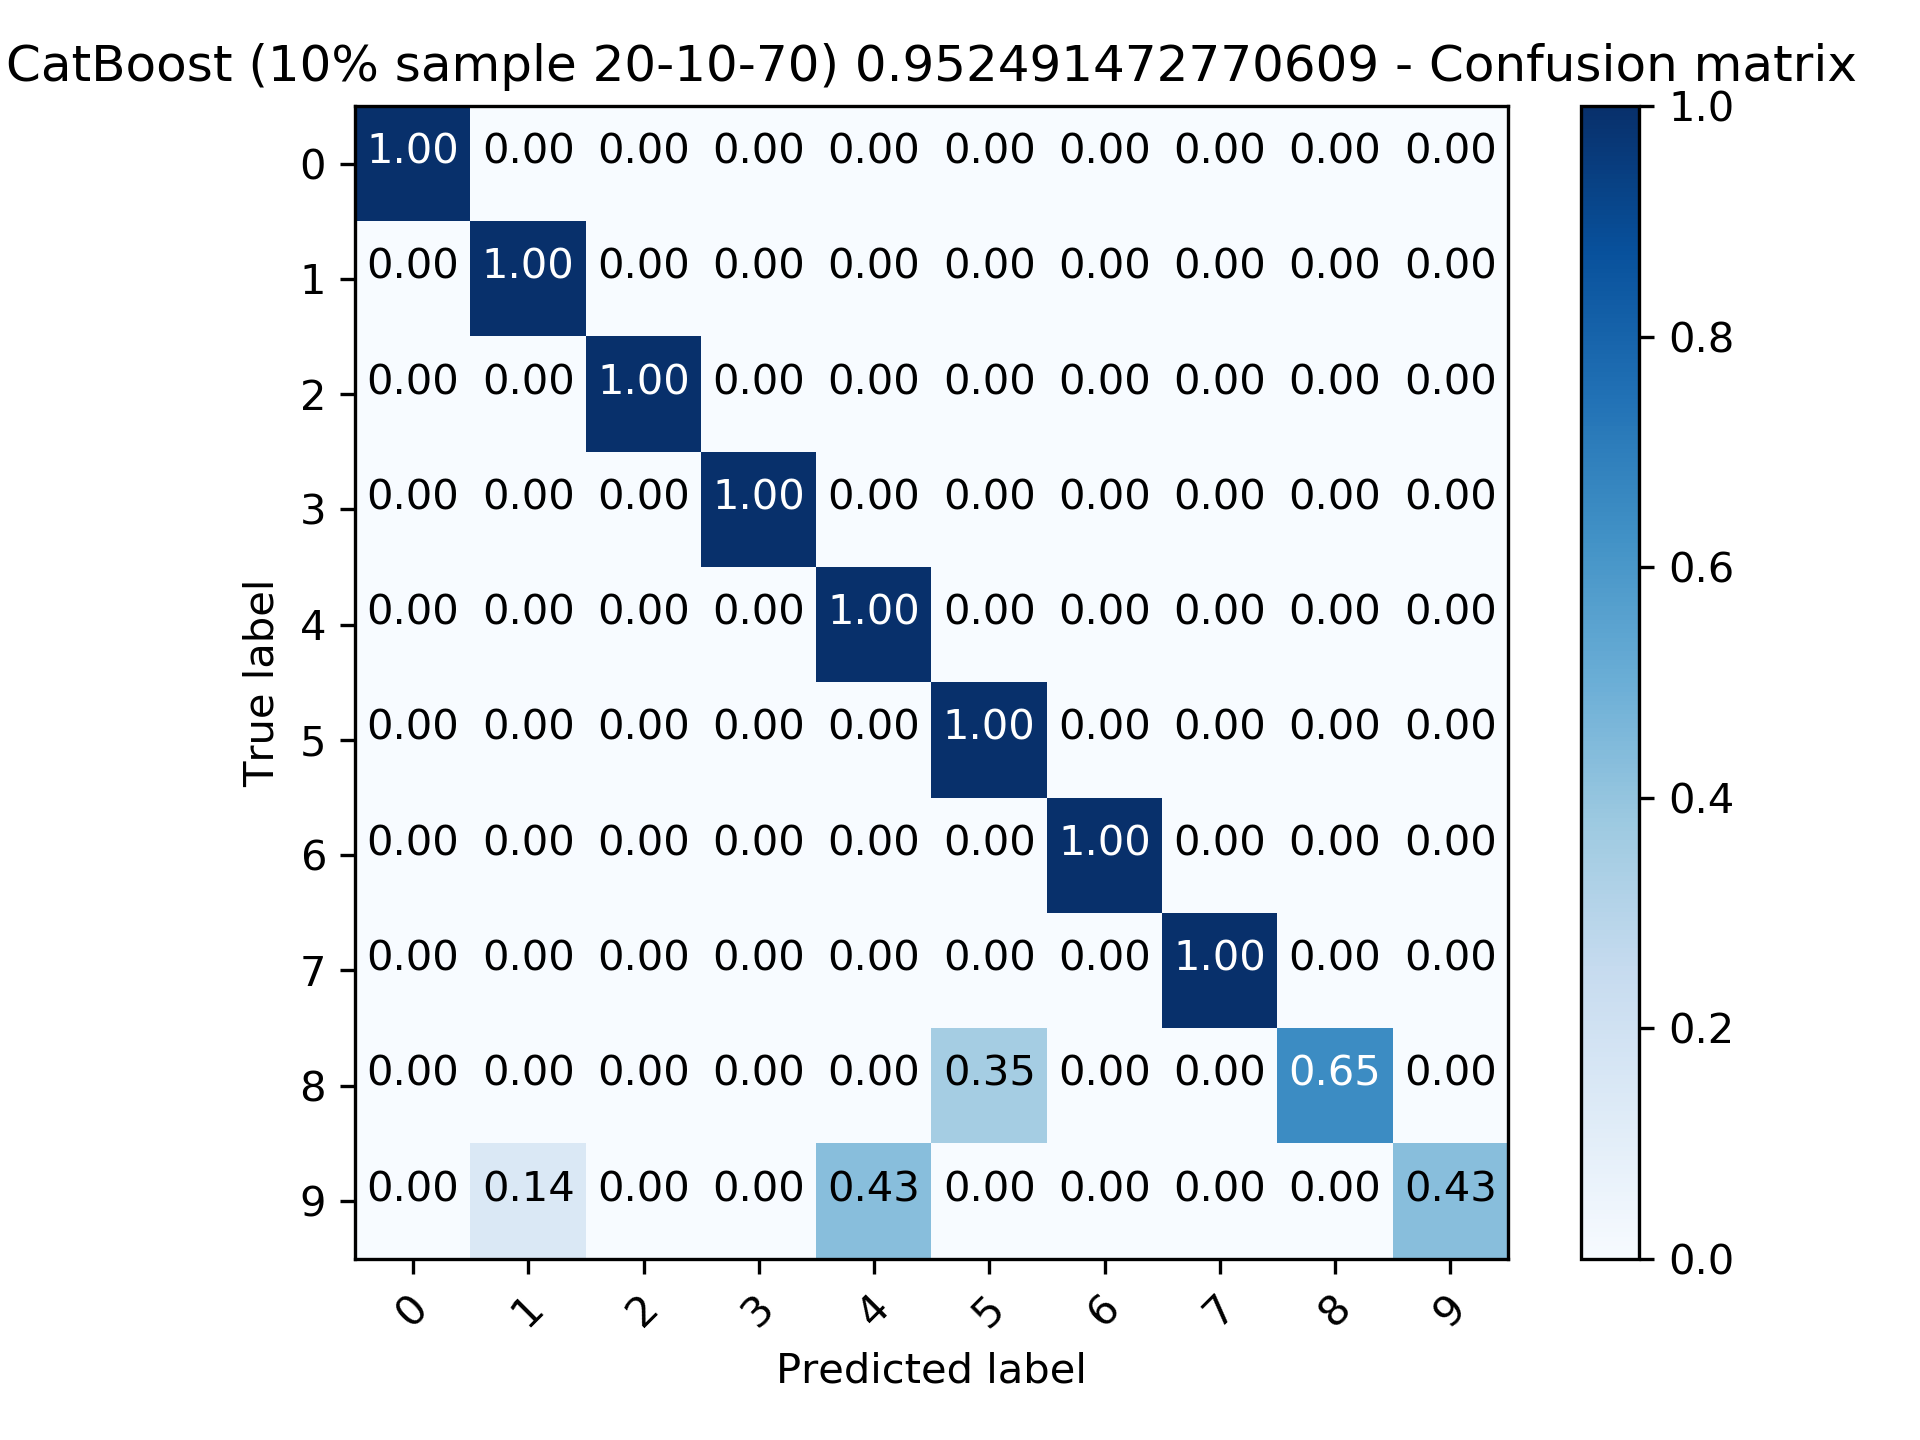 CatBoost (10% sample 20-10-70) 0.952491472770609 - Confusion matrix
0 1.00 0.00 0.00 0.00 0.00 0.00 0.00 0.00 0.00 0.00
1 0.00 1.00 0.00 0.00 0.00 0.00 0.00 0.00 0.00 0.00
2 0.00 0.00 1.00 0.00 0.00 0.00 0.00 0.00 0.00 0.00
3 0.00 0.00 0.00 1.00 0.00 0.00 0.00 0.00 0.00 0.00
4 0.00 0.00 0.00 0.00 1.00 0.00 0.00 0.00 0.00 0.00
5 0.00 0.00 0.00 0.00 0.00 1.00 0.00 0.00 0.00 0.00
6 0.00 0.00 0.00 0.00 0.00 0.00 1.00 0.00 0.00 0.00
7 0.00 0.00 0.00 0.00 0.00 0.00 0.00 1.00 0.00 0.00
8 0.00 0.00 0.00 0.00 0.00 0.35 0.00 0.00 0.65 0.00
9 0.00 0.14 0.00 0.00 0.43 0.00 0.00 0.00 0.00 0.43
0 1 2 3 4 5 6 7 8 9
Predicted label
True label
1.0
0.8
0.6
0.4
0.2
0.0